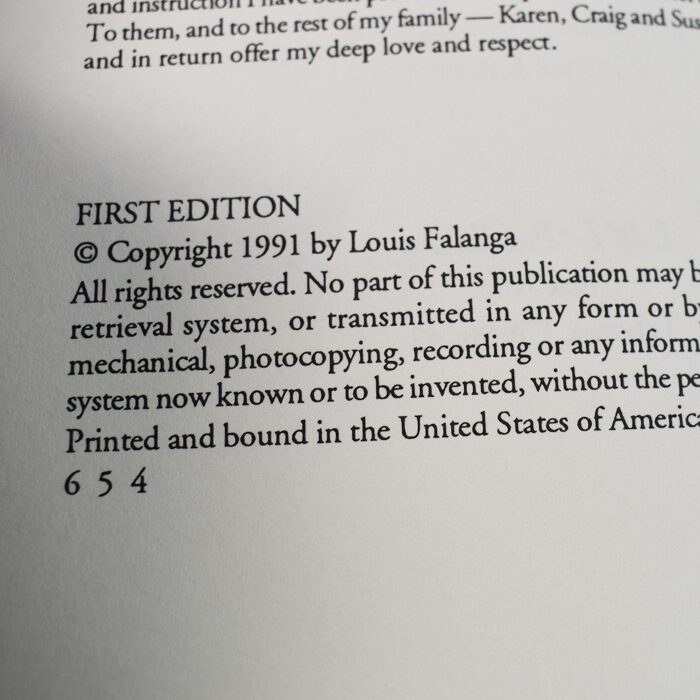 and instruction I have been
To them, and to the rest of my family — Karen, Craig and Sus
and in return offer my deep love and respect.
FIRST EDITION
© Copyright 1991 by Louis Falanga
All rights reserved. No part of this publication may b
retrieval system, or transmitted in any form or by
mechanical, photocopying, recording or any inform
system now known or to be invented, without the pe
Printed and bound in the United States of America
6 5 4